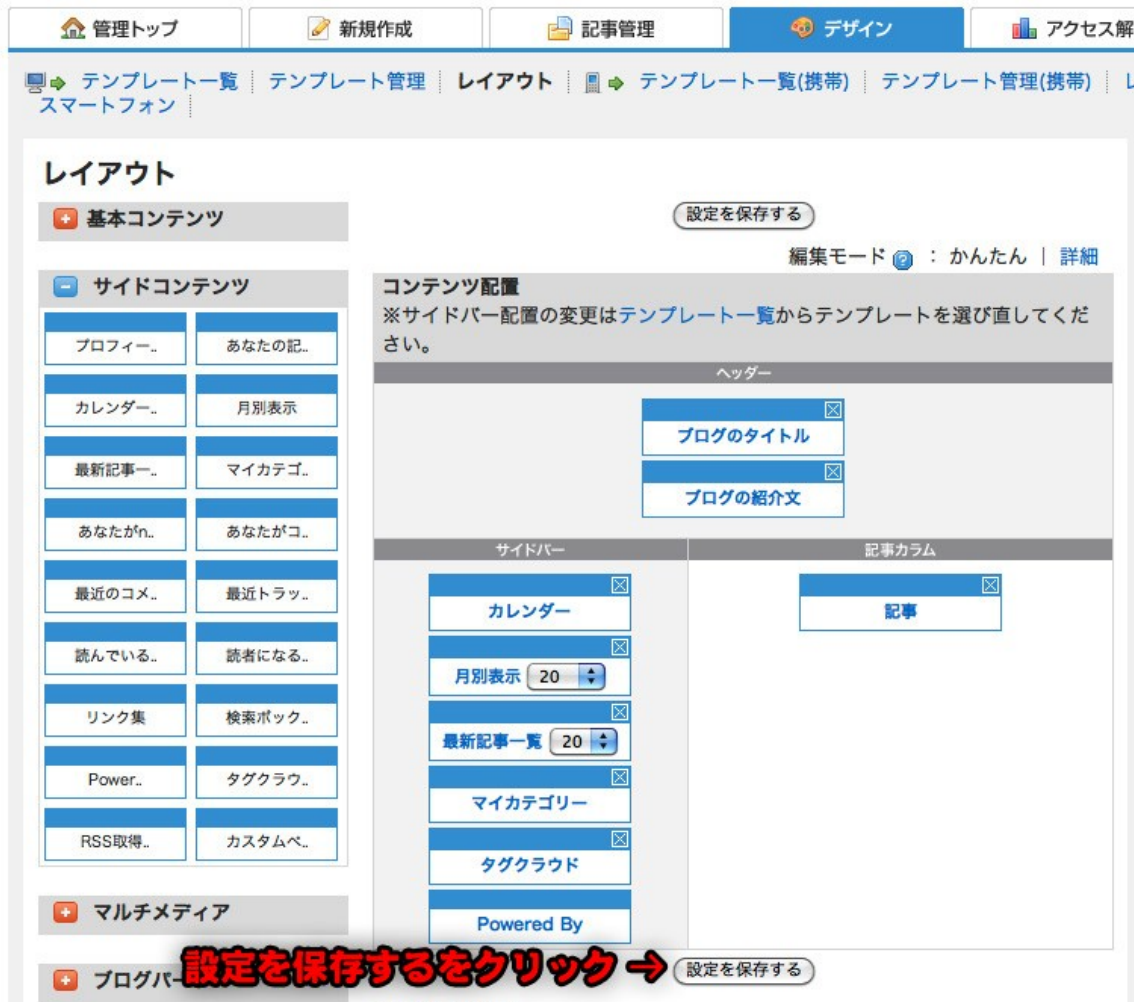 管理トップ 新規作成 記事管理 デザイン アクセス解
テンプレート一覧 テンプレート管理 レイアウト テンプレート一覧(携帯) テンプレート管理(携帯) レ
スマートフォン
レイアウト
基本コンテンツ
設定を保存する
編集モード ? : かんたん | 詳細
サイドコンテンツ
コンテンツ配置
※サイドバー配置の変更はテンプレート一覧からテンプレートを選び直してくだ
さい。
プロフィー..
あなたの記..
ヘッダー
カレンダー..
月別表示
ブログのタイトル
最新記事一..
マイカテゴ..
ブログの紹介文
あなたがn..
あなたがコ..
サイドバー
記事カラム
最近のコメ..
最近トラッ..
カレンダー
記事
読んでいる..
読者になる..
月別表示 20
リンク集
検索ボック..
最新記事一覧 20
Power..
タグクラウ..
マイカテゴリー
RSS取得..
カスタムペ..
タグクラウド
マルチメディア
Powered By
設定を保存するをクリック →
設定を保存する
ブログパー